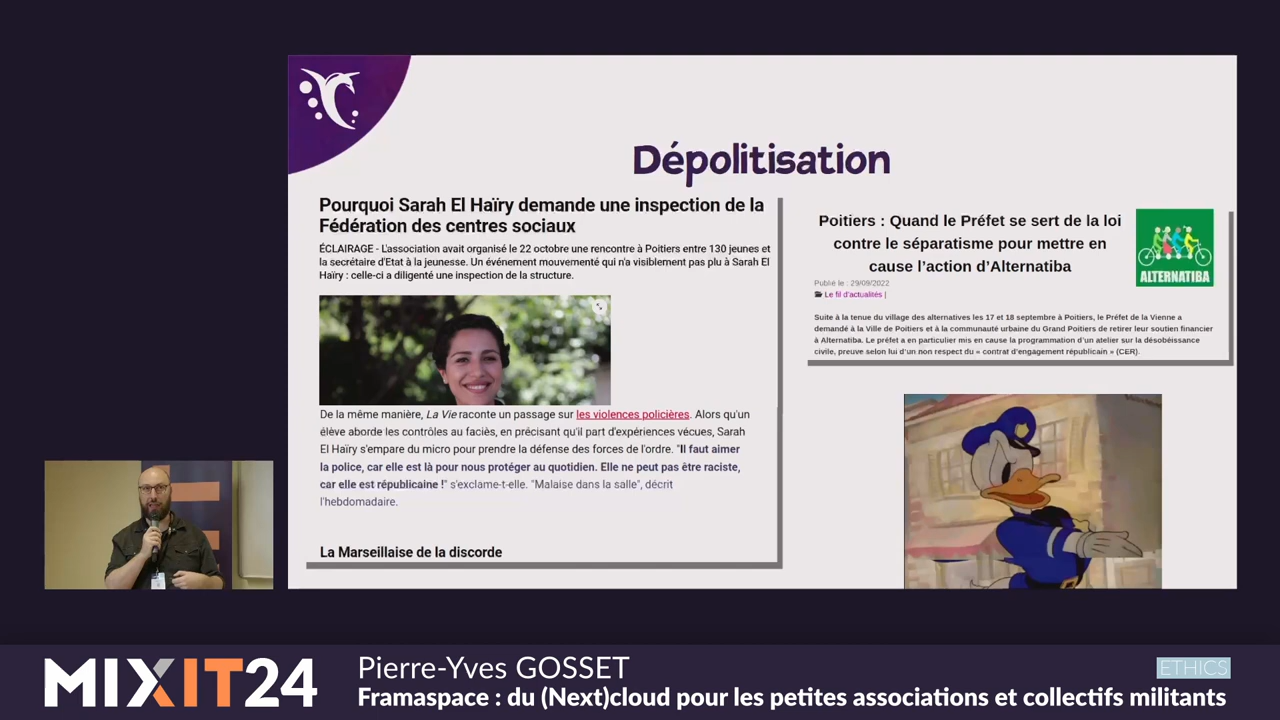 Dépolitisation
Pourquoi Sarah El Haïry demande une inspection de la
Fédération des centres sociaux
ÉCLAIRAGE - L'association avait organisé le 22 octobre une rencontre à Poitiers entre 130 jeunes et
la secrétaire d'Etat à la jeunesse. Un événement mouvementé qui n'a visiblement pas plu à Sarah El
Haïry : celle-ci a diligenté une inspection de la structure.
De la même manière, La Vie raconte un passage sur les violences policières. Alors qu'un
élève aborde les contrôles au faciès, en précisant qu'il part d'expériences vécues, Sarah
El Haïry s'empare du micro pour prendre la défense des forces de l'ordre. "Il faut aimer
la police, car elle est là pour nous protéger au quotidien. Elle ne peut pas être raciste,
car elle est républicaine !" s'exclame-t-elle. "Malaise dans la salle", décrit
l'hebdomadaire.
La Marseillaise de la discorde
Poitiers : Quand le Préfet se sert de la loi
contre le séparatisme pour mettre en
cause l'action d'Alternatiba
ALTERNATIBA
Publié le : 29/09/2022
Le fil d'actualités |
Suite à la tenue du village des alternatives les 17 et 18 septembre à Poitiers, le Préfet de la Vienne a
demandé à la Ville de Poitiers et à la communauté urbaine du Grand Poitiers de retirer leur soutien financier
à Alternatiba. Le préfet a en particulier mis en cause la programmation d'un atelier sur la désobéissance
civile, preuve selon lui d'un non respect du « contrat d'engagement républicain » (CER).
MIXIT24
Pierre-Yves GOSSET
ETHICS
Framaspace : du (Next)cloud pour les petites associations et collectifs militants